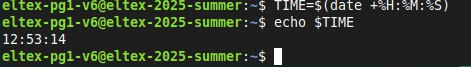 eltex-pg1-v6@eltex-2025-summer:~$ TIME=$(date +%H:%M:%S)
eltex-pg1-v6@eltex-2025-summer:~$ echo $TIME
12:53:14
eltex-pg1-v6@eltex-2025-summer:~$